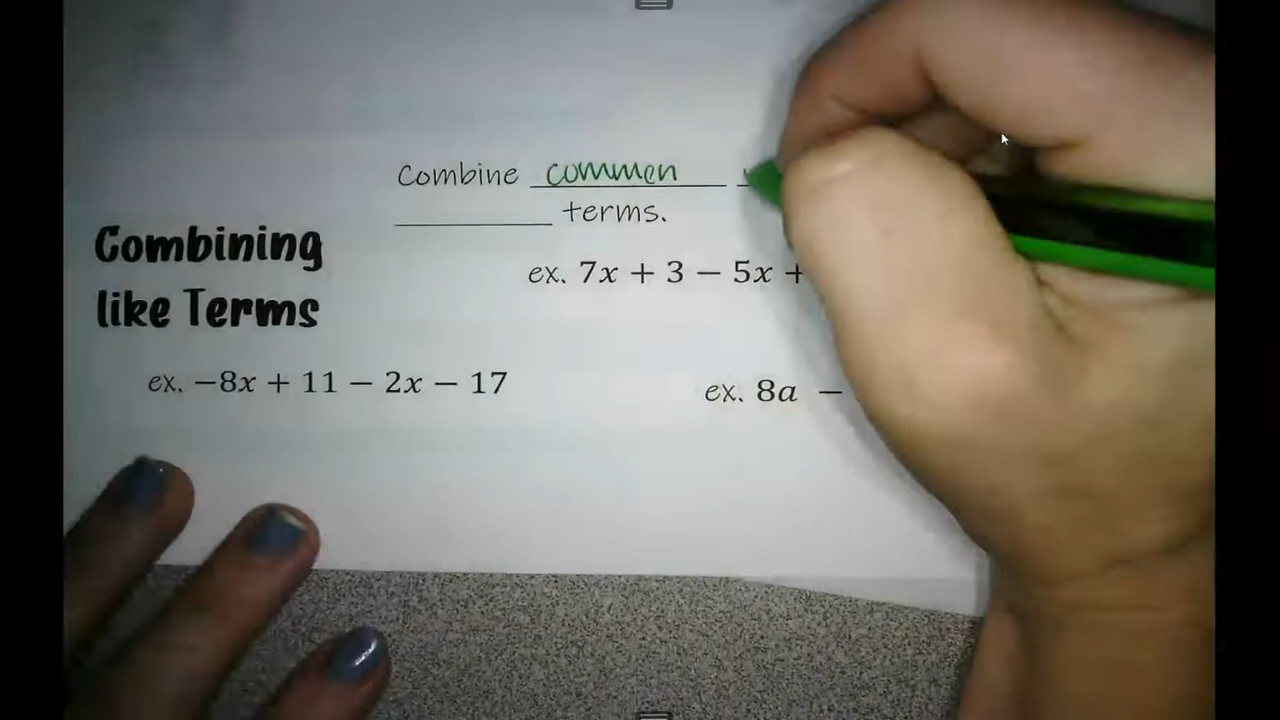 Combine commen
terms.
Combining
like Terms
ex. 7x + 3 − 5x +
ex. −8x + 11 − 2x − 17
ex. 8a −